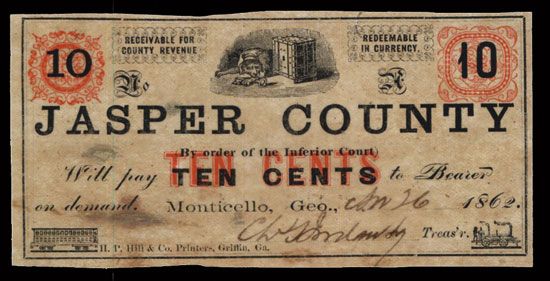 10
RECEIVABLE FOR
COUNTY REVENUE
REDEEMABLE
IN CURRENCY.
10
No
A
JASPER COUNTY
By order of the Inferior Court)
TEN CENTS
Will pay TEN CENTS to Bearer
on demand. Monticello, Geo., 26 1862.
Treas'r.
H. P. Hill & Co. Printers, Griffin, Ga.